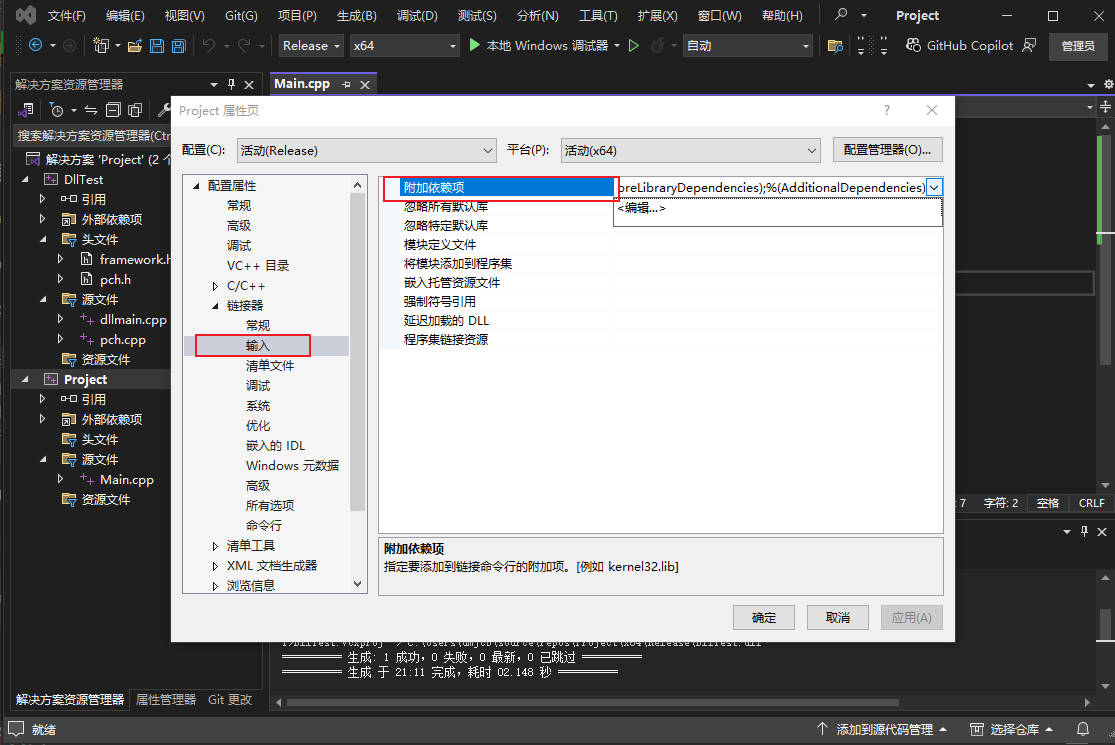 文件(F) 编辑(E) 视图(V) Git(G) 项目(P) 生成(B) 调试(D) 测试(S) 分析(N) 工具(T) 扩展(X) 窗口(W) 帮助(H) Project
Release x64 本地 Windows 调试器 自动 GitHub Copilot 管理员
解决方案资源管理器
Main.cpp
搜索解决方案资源管理器(Ctr
解决方案 'Project' (2 个
DllTest
引用
外部依赖项
头文件
framework.h
pch.h
源文件
dllmain.cpp
pch.cpp
资源文件
Project
引用
外部依赖项
头文件
源文件
Main.cpp
资源文件
Project 属性页
配置(C): 活动(Release) 平台(P): 活动(x64) 配置管理器(O)...
配置属性
常规
高级
调试
VC++ 目录
C/C++
链接器
常规
输入
清单文件
调试
系统
优化
嵌入的 IDL
Windows 元数据
高级
所有选项
命令行
清单工具
XML 文档生成器
浏览信息
附加依赖项 oreLibraryDependencies);%(AdditionalDependencies)
<编辑...>
忽略所有默认库
忽略特定默认库
模块定义文件
将模块添加到程序集
嵌入托管资源文件
强制符号引用
延迟加载的 DLL
程序集链接资源
附加依赖项
指定要添加到链接命令行的附加项。[例如 kernel32.lib]
确定 取消 应用(A)
: 7 字符: 2 空格 CRLF
========== 生成: 1 成功，0 失败，0 最新，0 已跳过 ==========
========== 生成 于 21:11 完成，耗时 02.148 秒 ==========
解决方案资源管理器 属性管理器 Git 更改
就绪 添加到源代码管理 选择仓库